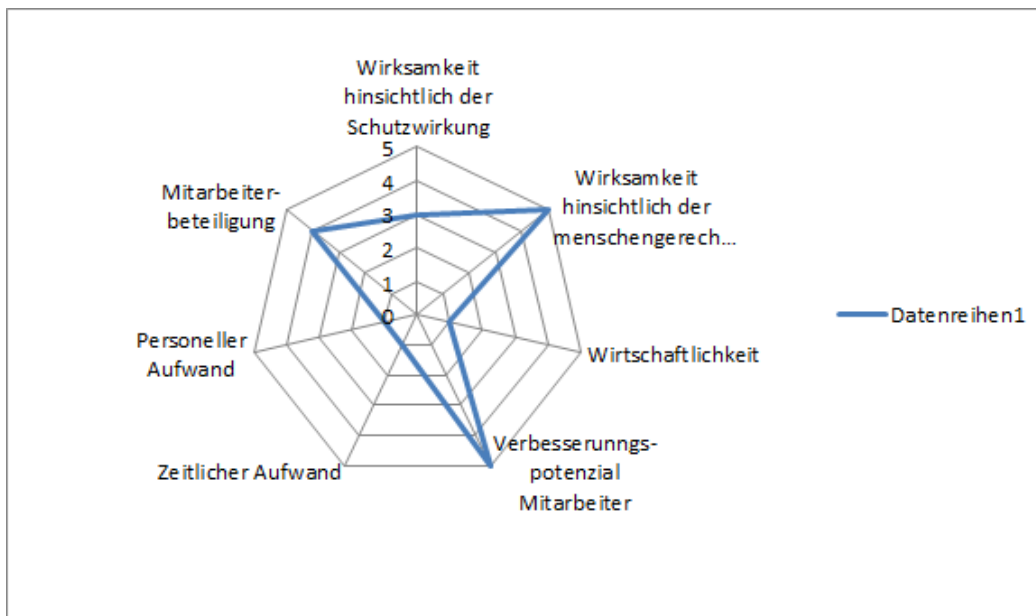 Wirksamkeit
hinsichtlich der
Schutzwirkung
5
4
3
2
1
0
Wirksamkeit
hinsichtlich der
menschengerech...
Wirtschaftlichkeit
Verbesserunngs-
potenzial
Mitarbeiter
Zeitlicher Aufwand
Personeller
Aufwand
Mitarbeiter-
beteiligung
Datenreihen1